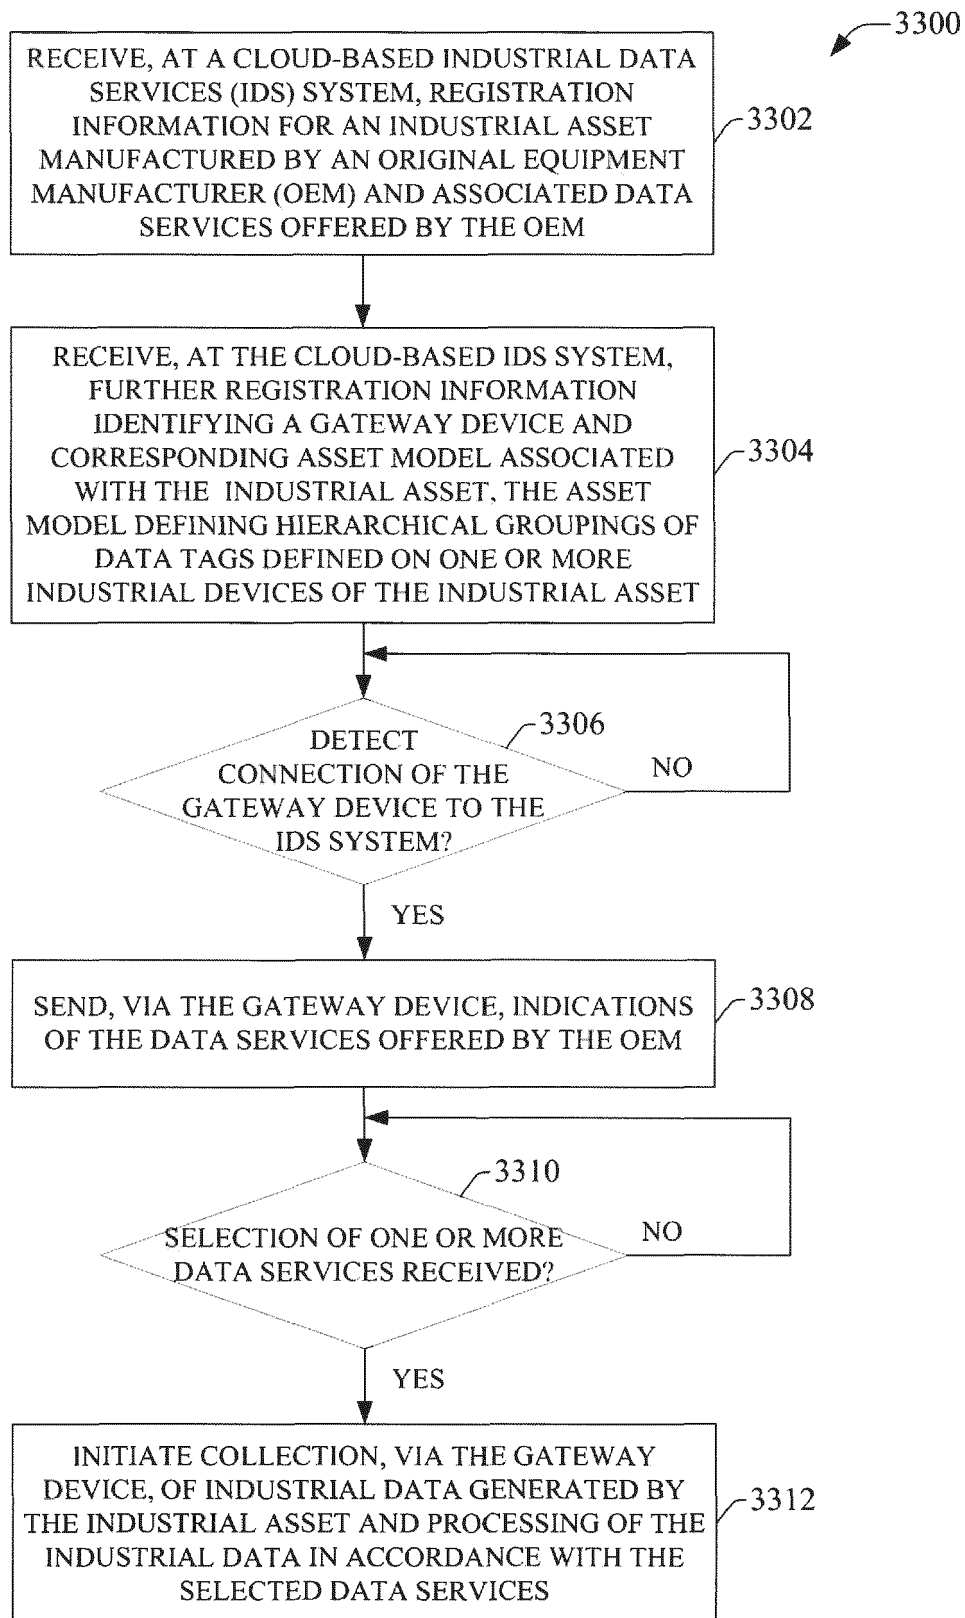 3300
RECEIVE, AT A CLOUD-BASED INDUSTRIAL DATA
SERVICES (IDS) SYSTEM, REGISTRATION
INFORMATION FOR AN INDUSTRIAL ASSET
MANUFACTURED BY AN ORIGINAL EQUIPMENT
MANUFACTURER (OEM) AND ASSOCIATED DATA
SERVICES OFFERED BY THE OEM
3302
RECEIVE, AT THE CLOUD-BASED IDS SYSTEM,
FURTHER REGISTRATION INFORMATION
IDENTIFYING A GATEWAY DEVICE AND
CORRESPONDING ASSET MODEL ASSOCIATED
WITH THE INDUSTRIAL ASSET, THE ASSET
MODEL DEFINING HIERARCHICAL GROUPINGS OF
DATA TAGS DEFINED ON ONE OR MORE
INDUSTRIAL DEVICES OF THE INDUSTRIAL ASSET
3304
3306
DETECT
CONNECTION OF THE
GATEWAY DEVICE TO THE
IDS SYSTEM?
NO
YES
SEND, VIA THE GATEWAY DEVICE, INDICATIONS
OF THE DATA SERVICES OFFERED BY THE OEM
3308
3310
SELECTION OF ONE OR MORE
DATA SERVICES RECEIVED?
NO
YES
INITIATE COLLECTION, VIA THE GATEWAY
DEVICE, OF INDUSTRIAL DATA GENERATED BY
THE INDUSTRIAL ASSET AND PROCESSING OF THE
INDUSTRIAL DATA IN ACCORDANCE WITH THE
SELECTED DATA SERVICES
3312